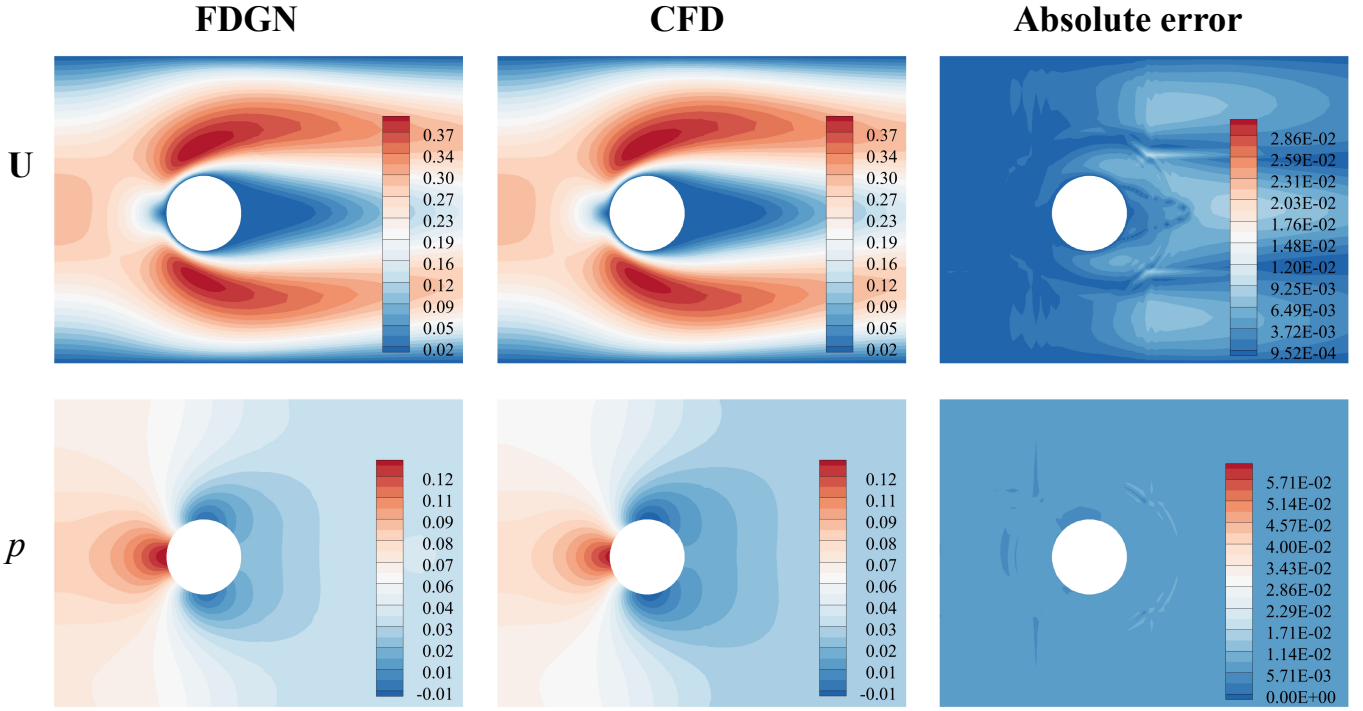 FDGN CFD Absolute error
U
0.37
0.34
0.30
0.27
0.23
0.19
0.16
0.12
0.09
0.05
0.02
0.37
0.34
0.30
0.27
0.23
0.19
0.16
0.12
0.09
0.05
0.02
2.86E-02
2.59E-02
2.31E-02
2.03E-02
1.76E-02
1.48E-02
1.20E-02
9.25E-03
6.49E-03
3.72E-03
9.52E-04
p
0.12
0.11
0.09
0.08
0.07
0.06
0.04
0.03
0.02
0.01
-0.01
0.12
0.11
0.09
0.08
0.07
0.06
0.04
0.03
0.02
0.01
-0.01
5.71E-02
5.14E-02
4.57E-02
4.00E-02
3.43E-02
2.86E-02
2.29E-02
1.71E-02
1.14E-02
5.71E-03
0.00E+00